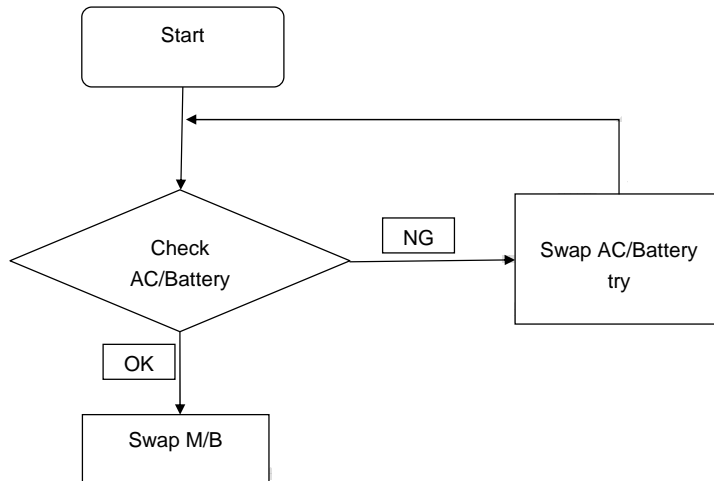 Start
Check
AC/Battery
NG
Swap AC/Battery
try
OK
Swap M/B